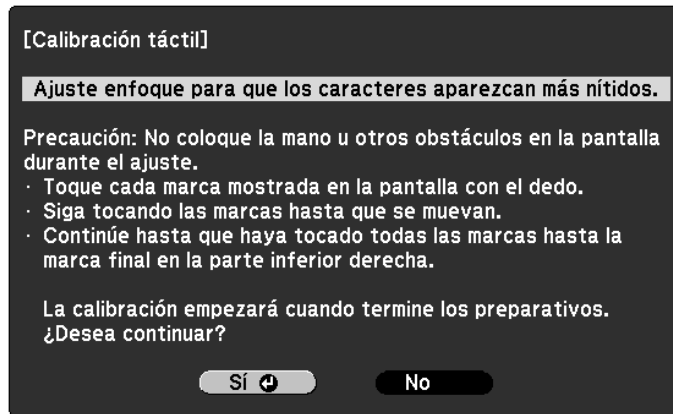 [Calibración táctil]
Ajuste enfoque para que los caracteres aparezcan más nítidos.
Precaución: No coloque la mano u otros obstáculos en la pantalla
durante el ajuste.
· Toque cada marca mostrada en la pantalla con el dedo.
· Siga tocando las marcas hasta que se muevan.
· Continúe hasta que haya tocado todas las marcas hasta la
marca final en la parte inferior derecha.
La calibración empezará cuando termine los preparativos.
¿Desea continuar?
Sí No